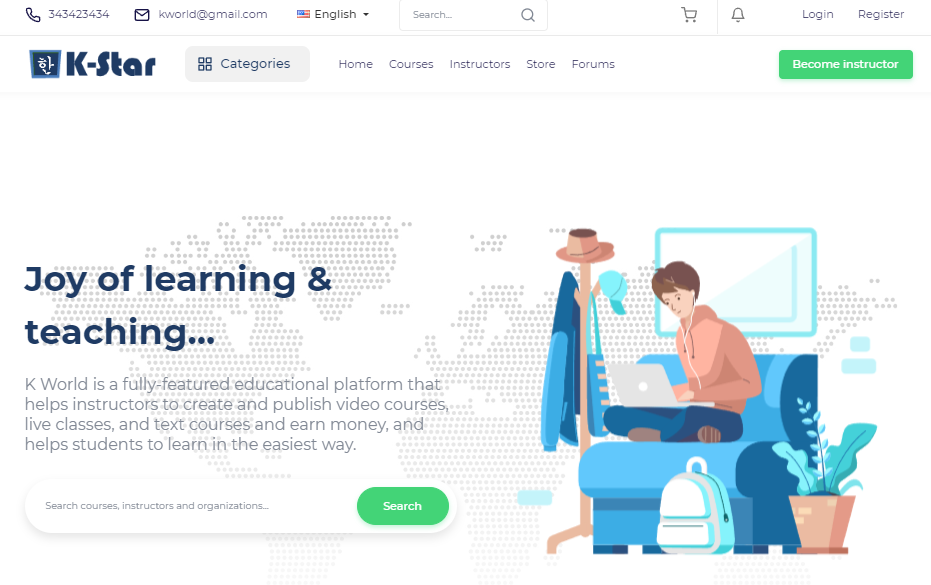 343423434
kworld@gmail.com
English
Search...
Login
Register
한 K-Star
Categories
Home
Courses
Instructors
Store
Forums
Become instructor
Joy of learning &
teaching...
K World is a fully-featured educational platform that
helps instructors to create and publish video courses,
live classes, and text courses and earn money, and
helps students to learn in the easiest way.
Search courses, instructors and organizations...
Search